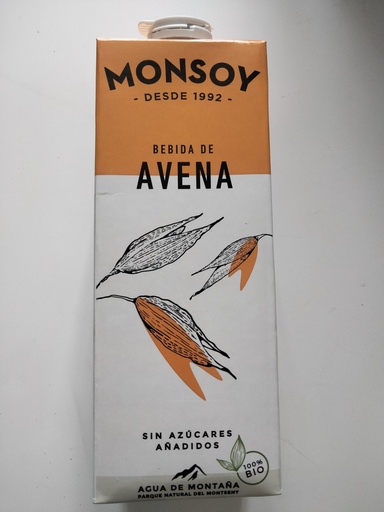 MONSOY
- DESDE 1992 -
BEBIDA DE
AVENA
SIN AZÚCARES
AÑADIDOS
100%
BIO
AGUA DE MONTAÑA
PARQUE NATURAL DEL MONTSENY